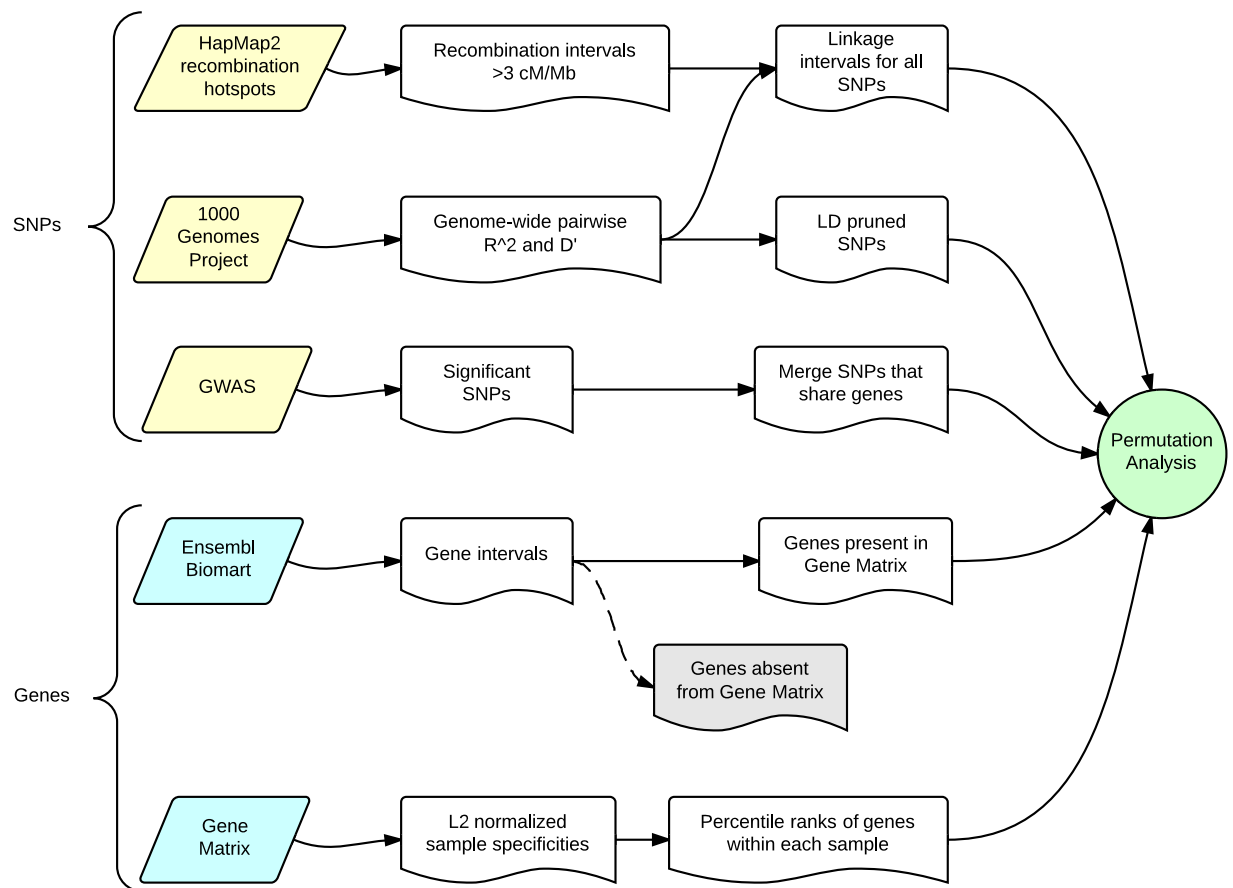 HapMap2
recombination
hotspots
Recombination intervals
>3 cM/Mb
Linkage
intervals for all
SNPs
SNPs
1000
Genomes
Project
Genome-wide pairwise
R^2 and D'
LD pruned
SNPs
GWAS
Significant
SNPs
Merge SNPs that
share genes
Permutation
Analysis
Ensembl
Biomart
Gene intervals
Genes present in
Gene Matrix
Genes
Genes absent
from Gene Matrix
Gene
Matrix
L2 normalized
sample specificities
Percentile ranks of genes
within each sample